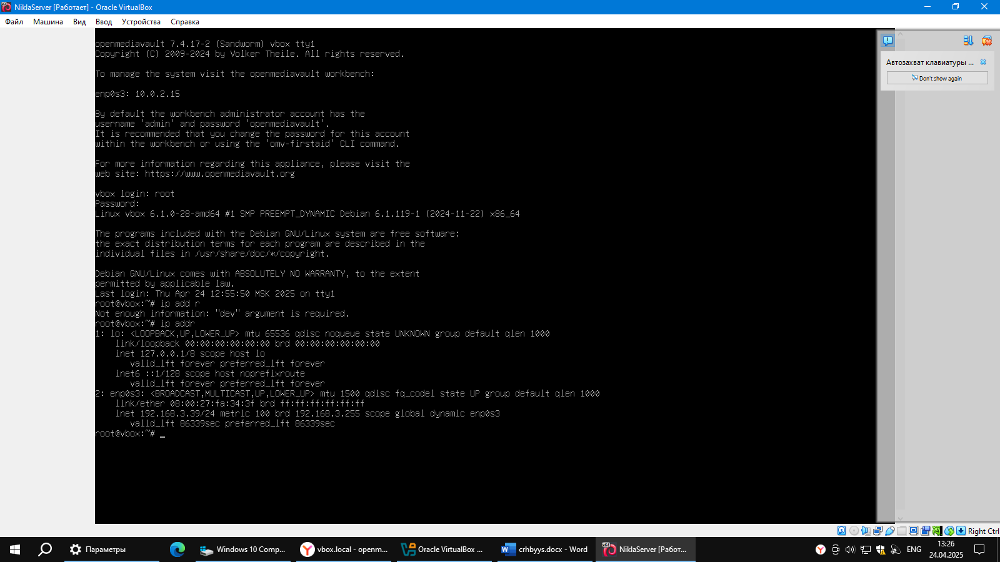 NiklaServer [Работает] - Oracle VirtualBox
Файл Машина Вид Ввод Устройства Справка
openmediavault 7.4.17-2 (Sandworm) vbox tty1
Copyright (C) 2009-2024 by Volker Theile. All rights reserved.
To manage the system visit the openmediavault workbench:
enp0s3: 10.0.2.15
By default the workbench administrator account has the
username 'admin' and password 'openmediavault'.
It is recommended that you change the password for this account
within the workbench or using the 'omv-firstaid' CLI command.
For more information regarding this appliance, please visit the
web site: https://www.openmediavault.org
vbox login: root
Password:
Linux vbox 6.1.0-28-amd64 #1 SMP PREEMPT_DYNAMIC Debian 6.1.119-1 (2024-11-22) x86_64
The programs included with the Debian GNU/Linux system are free software;
the exact distribution terms for each program are described in the
individual files in /usr/share/doc/*/copyright.
Debian GNU/Linux comes with ABSOLUTELY NO WARRANTY, to the extent
permitted by applicable law.
Last login: Thu Apr 24 12:55:50 MSK 2025 on tty1
root@vbox:~# ip add r
Not enough information: "dev" argument is required.
root@vbox:~# ip addr
1: lo: <LOOPBACK,UP,LOWER_UP> mtu 65536 qdisc noqueue state UNKNOWN group default qlen 1000
link/loopback 00:00:00:00:00:00 brd 00:00:00:00:00:00
inet 127.0.0.1/8 scope host lo
valid_lft forever preferred_lft forever
inet6 ::1/128 scope host noprefixroute
valid_lft forever preferred_lft forever
2: enp0s3: <BROADCAST,MULTICAST,UP,LOWER_UP> mtu 1500 qdisc fq_codel state UP group default qlen 1000
link/ether 08:00:27:fa:34:3f brd ff:ff:ff:ff:ff:ff
inet 192.168.3.39/24 metric 100 brd 192.168.3.255 scope global dynamic enp0s3
valid_lft 86339sec preferred_lft 86339sec
root@vbox:~# _
Автозахват клавиатуры ...
Don't show again
Right Ctrl
Параметры
Windows 10 Comp...
vbox.local - openm...
Oracle VirtualBox ...
crhbyys.docx - Word
NiklaServer [Работ...
ENG
13:26
24.04.2025